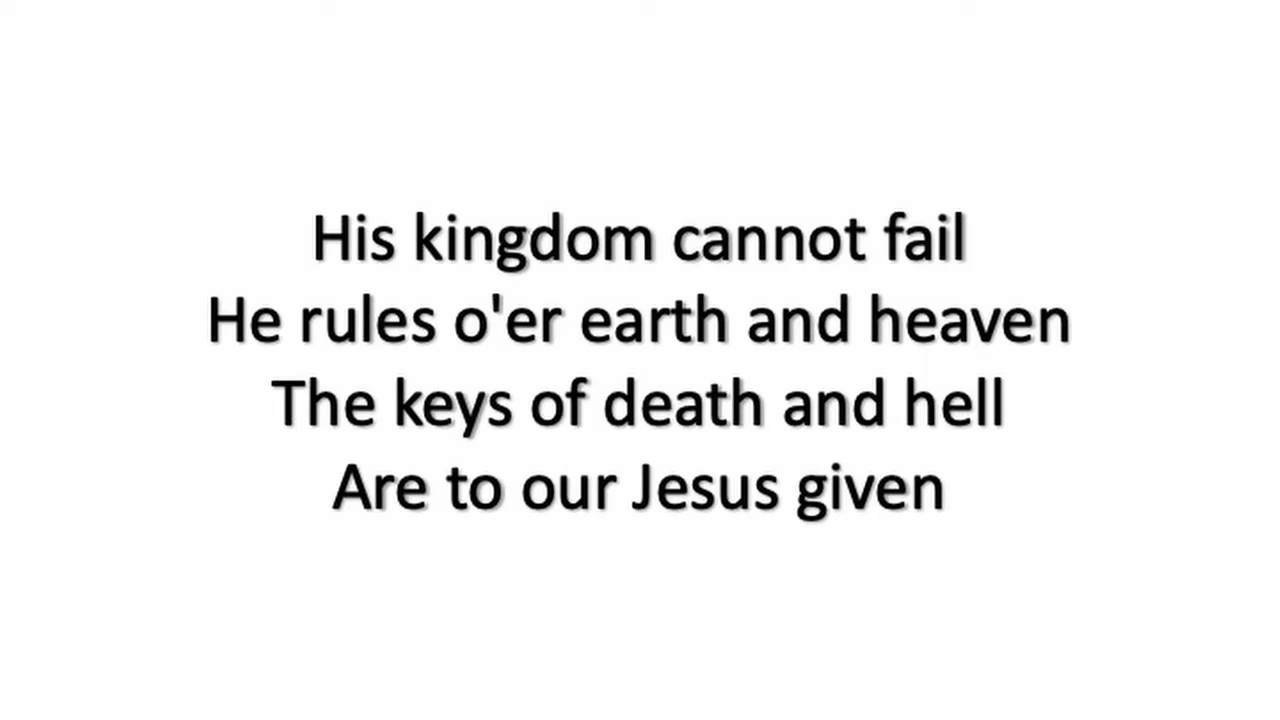 His kingdom cannot fail
He rules o'er earth and heaven
The keys of death and hell
Are to our Jesus given